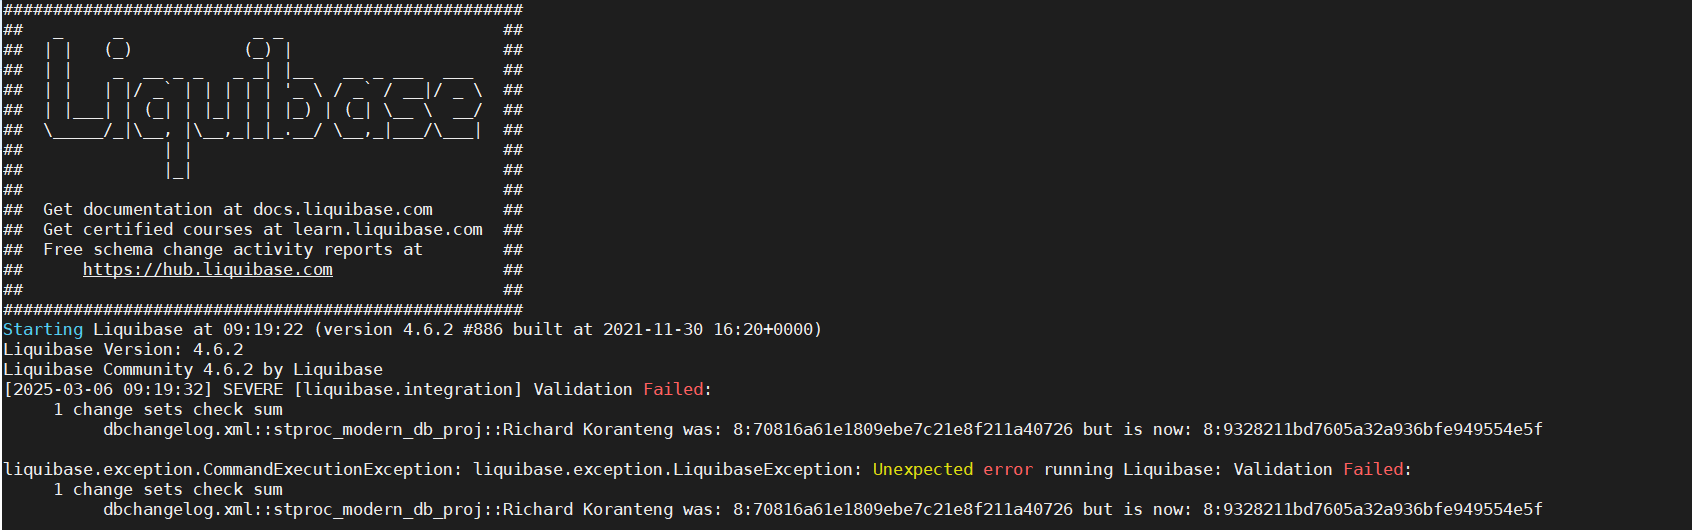 ####################################################
##   _     _             _ _                      ##
##  | |   (_)           (_) |                     ##
##  | |    _  __ _ _   _ _| |__   __ _ ___  ___   ##
##  | |   | |/ _` | | | | | '_ \ / _` / __|/ _ \  ##
##  | |___| | (_| | |_| | | |_) | (_| \__ \  __/  ##
##  \_____/_|\__, |\__,_|_|_.__/ \__,_|___/\___|  ##
##              | |                               ##
##              |_|                               ##
##                                                ##
##  Get documentation at docs.liquibase.com       ##
##  Get certified courses at learn.liquibase.com  ##
##  Free schema change activity reports at        ##
##      https://hub.liquibase.com                 ##
##                                                ##
####################################################
Starting Liquibase at 09:19:22 (version 4.6.2 #886 built at 2021-11-30 16:20+0000)
Liquibase Version: 4.6.2
Liquibase Community 4.6.2 by Liquibase
[2025-03-06 09:19:32] SEVERE [liquibase.integration] Validation Failed:
     1 change sets check sum
          dbchangelog.xml::stproc_modern_db_proj::Richard Koranteng was: 8:70816a61e1809ebe7c21e8f211a40726 but is now: 8:9328211bd7605a32a936bfe949554e5f

liquibase.exception.CommandExecutionException: liquibase.exception.LiquibaseException: Unexpected error running Liquibase: Validation Failed:
     1 change sets check sum
          dbchangelog.xml::stproc_modern_db_proj::Richard Koranteng was: 8:70816a61e1809ebe7c21e8f211a40726 but is now: 8:9328211bd7605a32a936bfe949554e5f